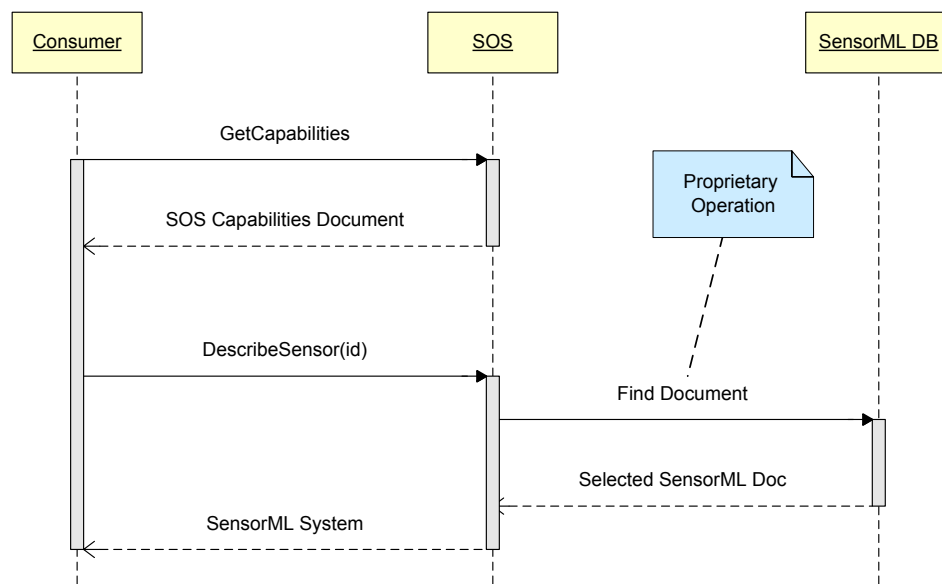 Consumer
SOS
SensorML DB
GetCapabilities
Proprietary
Operation
SOS Capabilities Document
DescribeSensor(id)
Find Document
Selected SensorML Doc
SensorML System